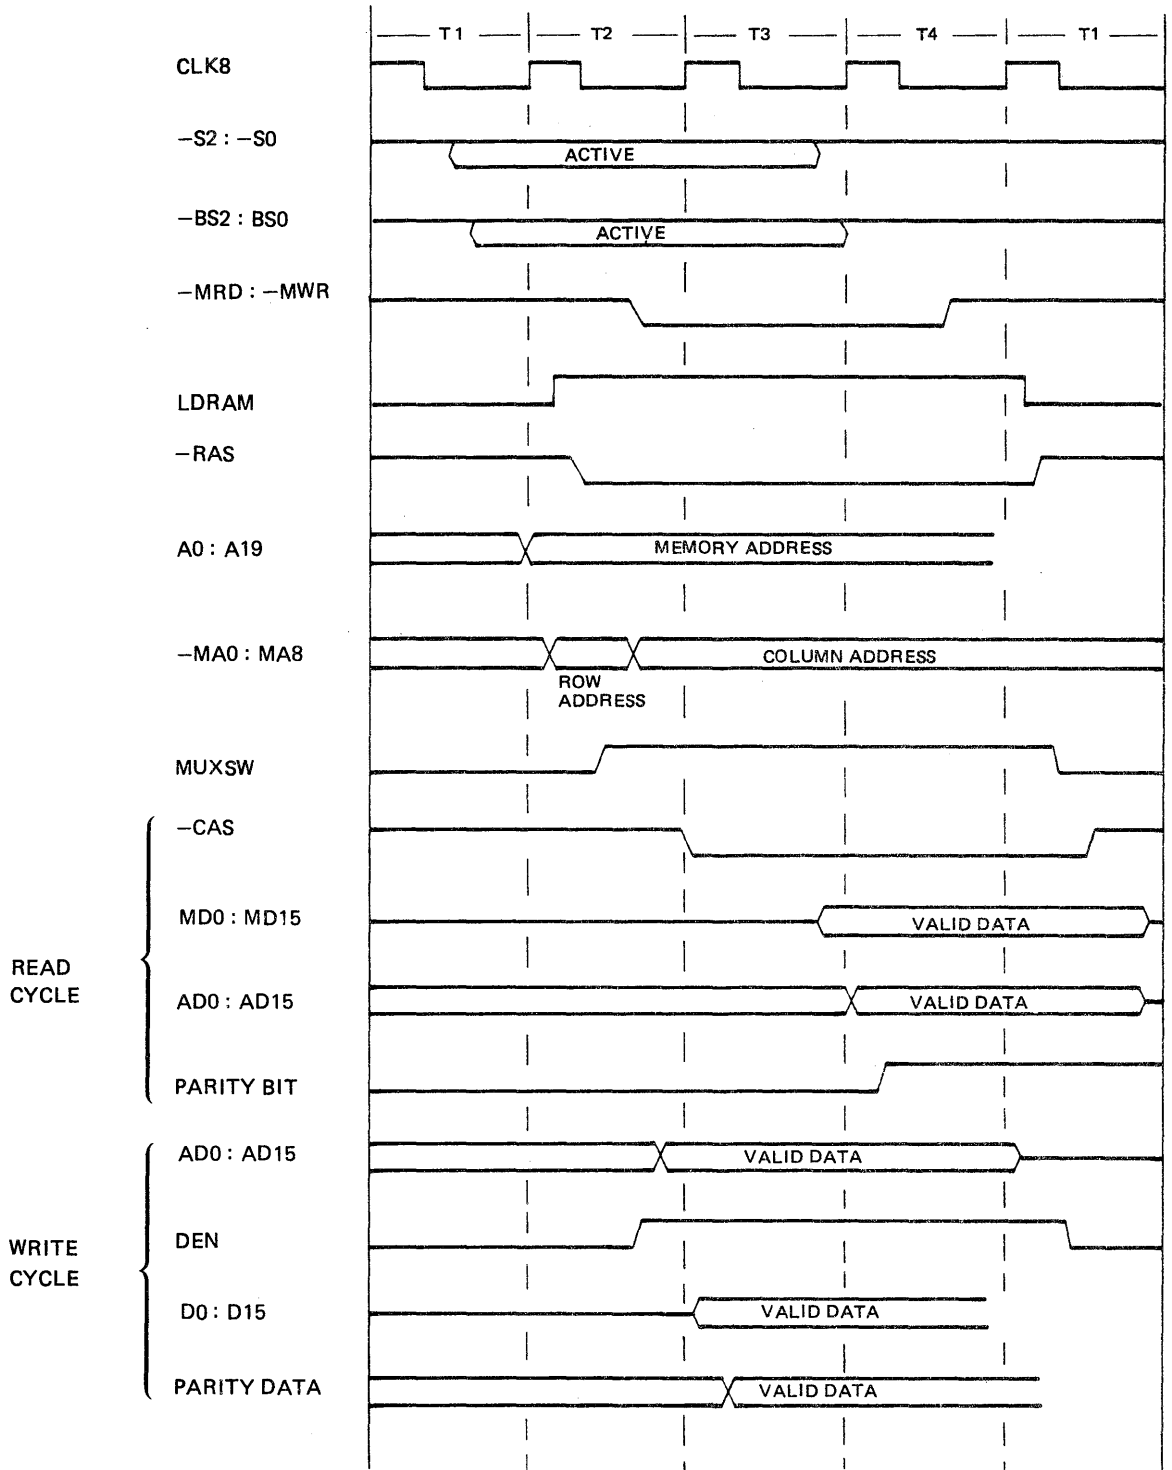 T1 T2 T3 T4 T1
CLK8
−S2 : −S0
ACTIVE
−BS2 : BS0
ACTIVE
−MRD : −MWR
LDRAM
−RAS
A0 : A19
MEMORY ADDRESS
−MA0 : MA8
COLUMN ADDRESS
ROW
ADDRESS
MUXSW
−CAS
MD0 : MD15
VALID DATA
READ
CYCLE
AD0 : AD15
VALID DATA
PARITY BIT
AD0 : AD15
VALID DATA
WRITE
CYCLE
DEN
D0 : D15
VALID DATA
PARITY DATA
VALID DATA